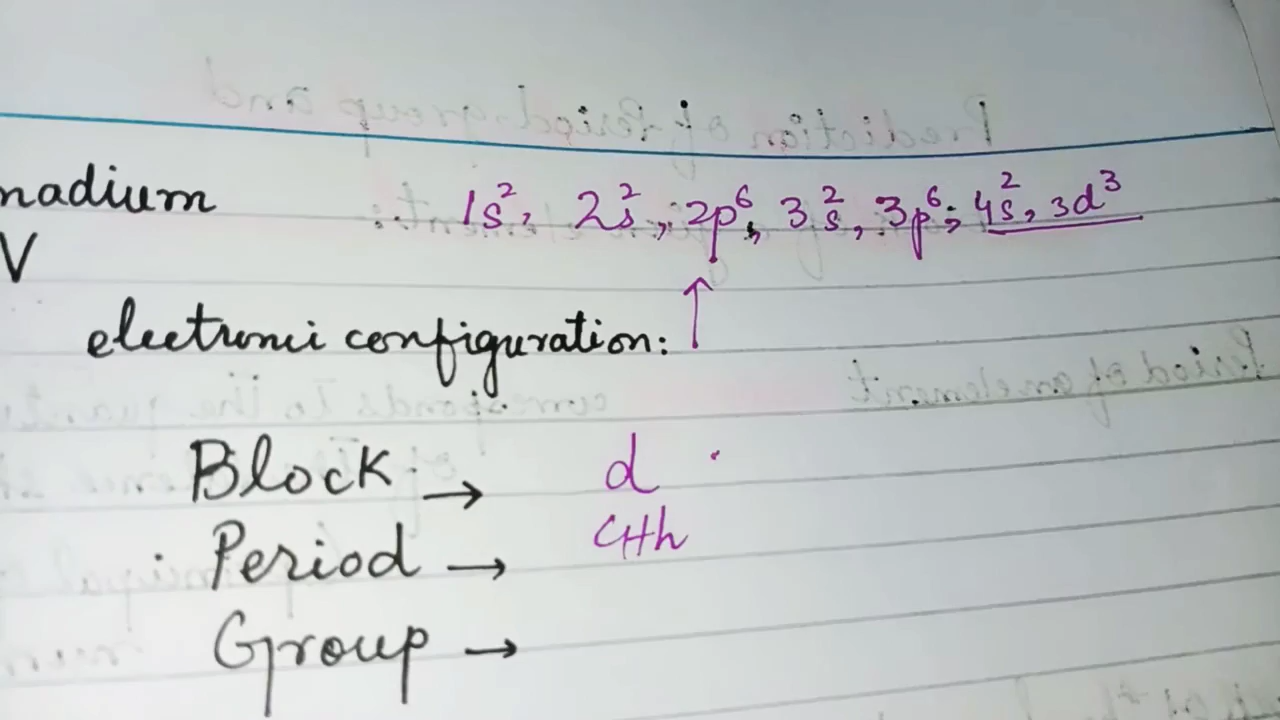 nadium 1s², 2s², 2p⁶, 3s², 3p⁶, 4s², 3d³
V
electronic configuration:
Block → d
Period → 4th
Group →